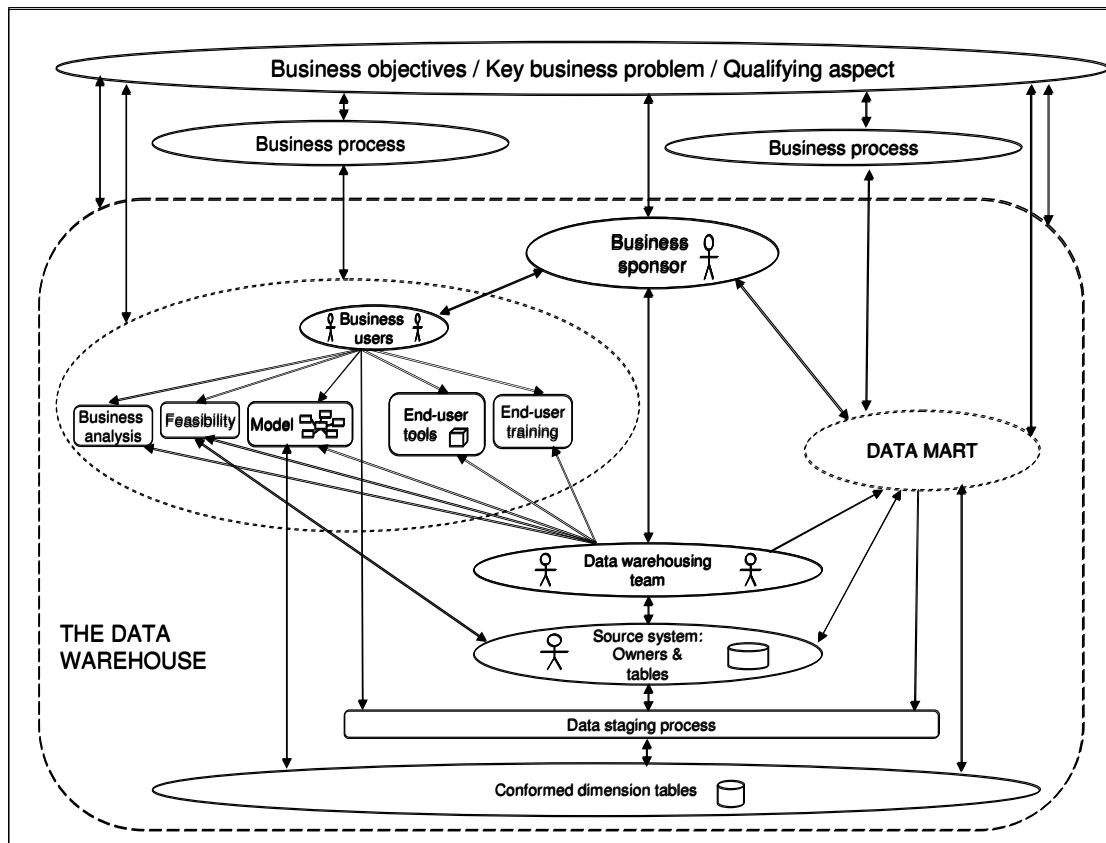 Business objectives / Key business problem / Qualifying aspect
Business process
Business process
Business
sponsor
Business
users
Business
analysis
Feasibility
Model
End-user
tools
End-user
training
DATA MART
Data warehousing
team
THE DATA
WAREHOUSE
Source system:
Owners &
tables
Data staging process
Conformed dimension tables